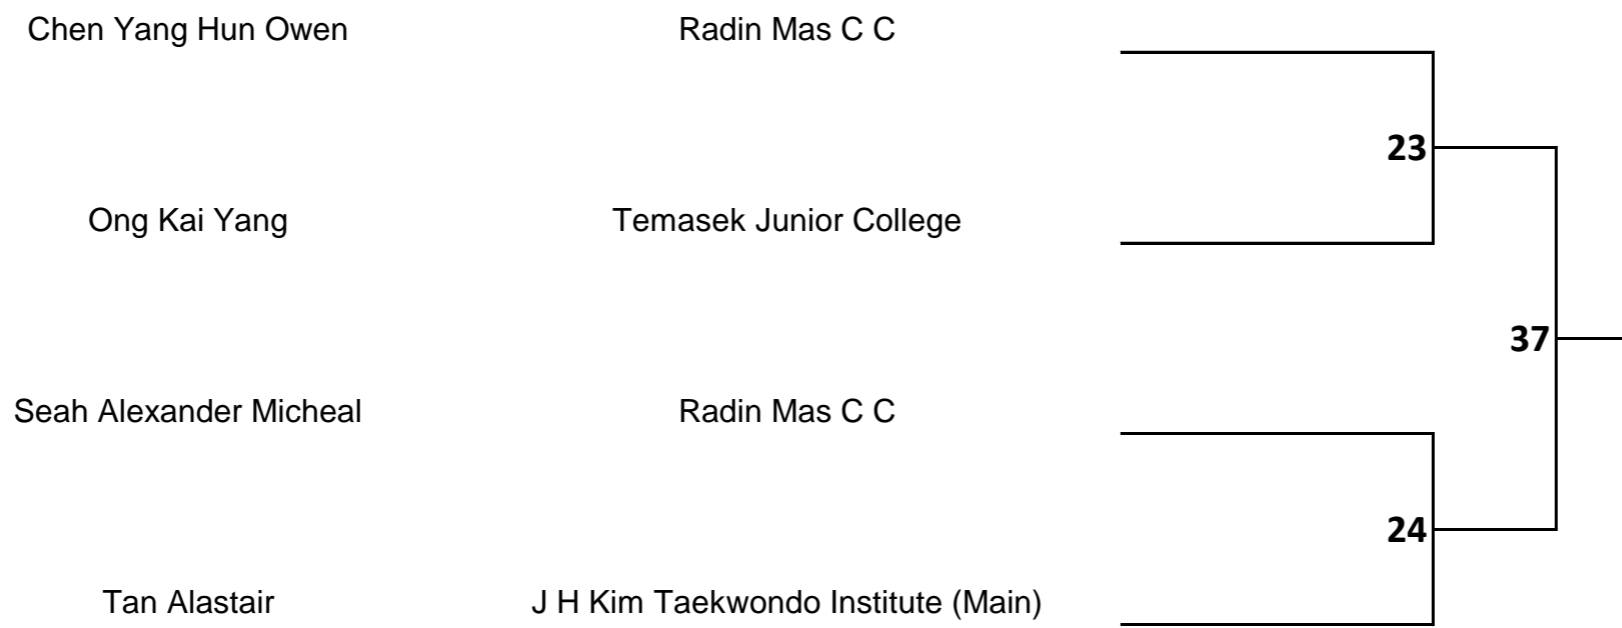 Chen Yang Hun Owen Radin Mas C C
23
Ong Kai Yang Temasek Junior College
37
Seah Alexander Micheal Radin Mas C C
24
Tan Alastair J H Kim Taekwondo Institute (Main)